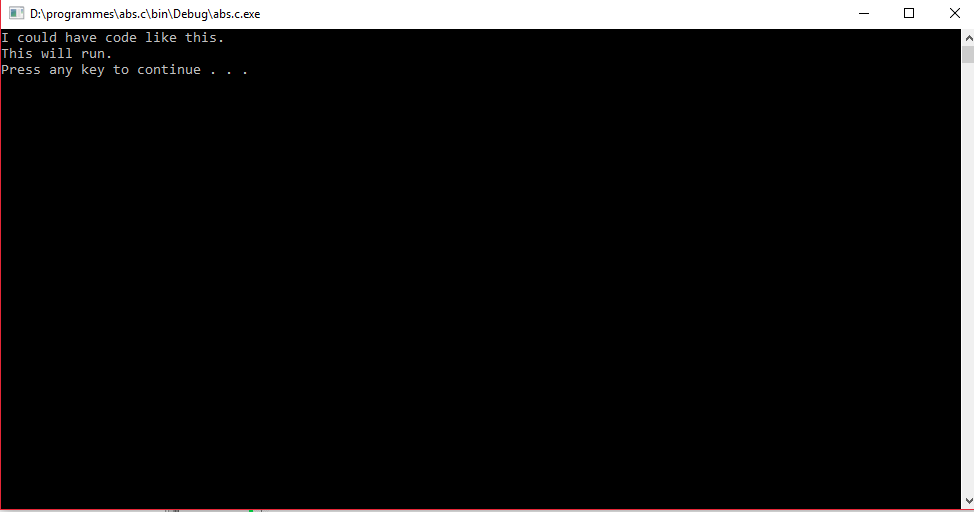 D:\programmes\abs.c\bin\Debug\abs.c.exe
I could have code like this.
This will run.
Press any key to continue . . .